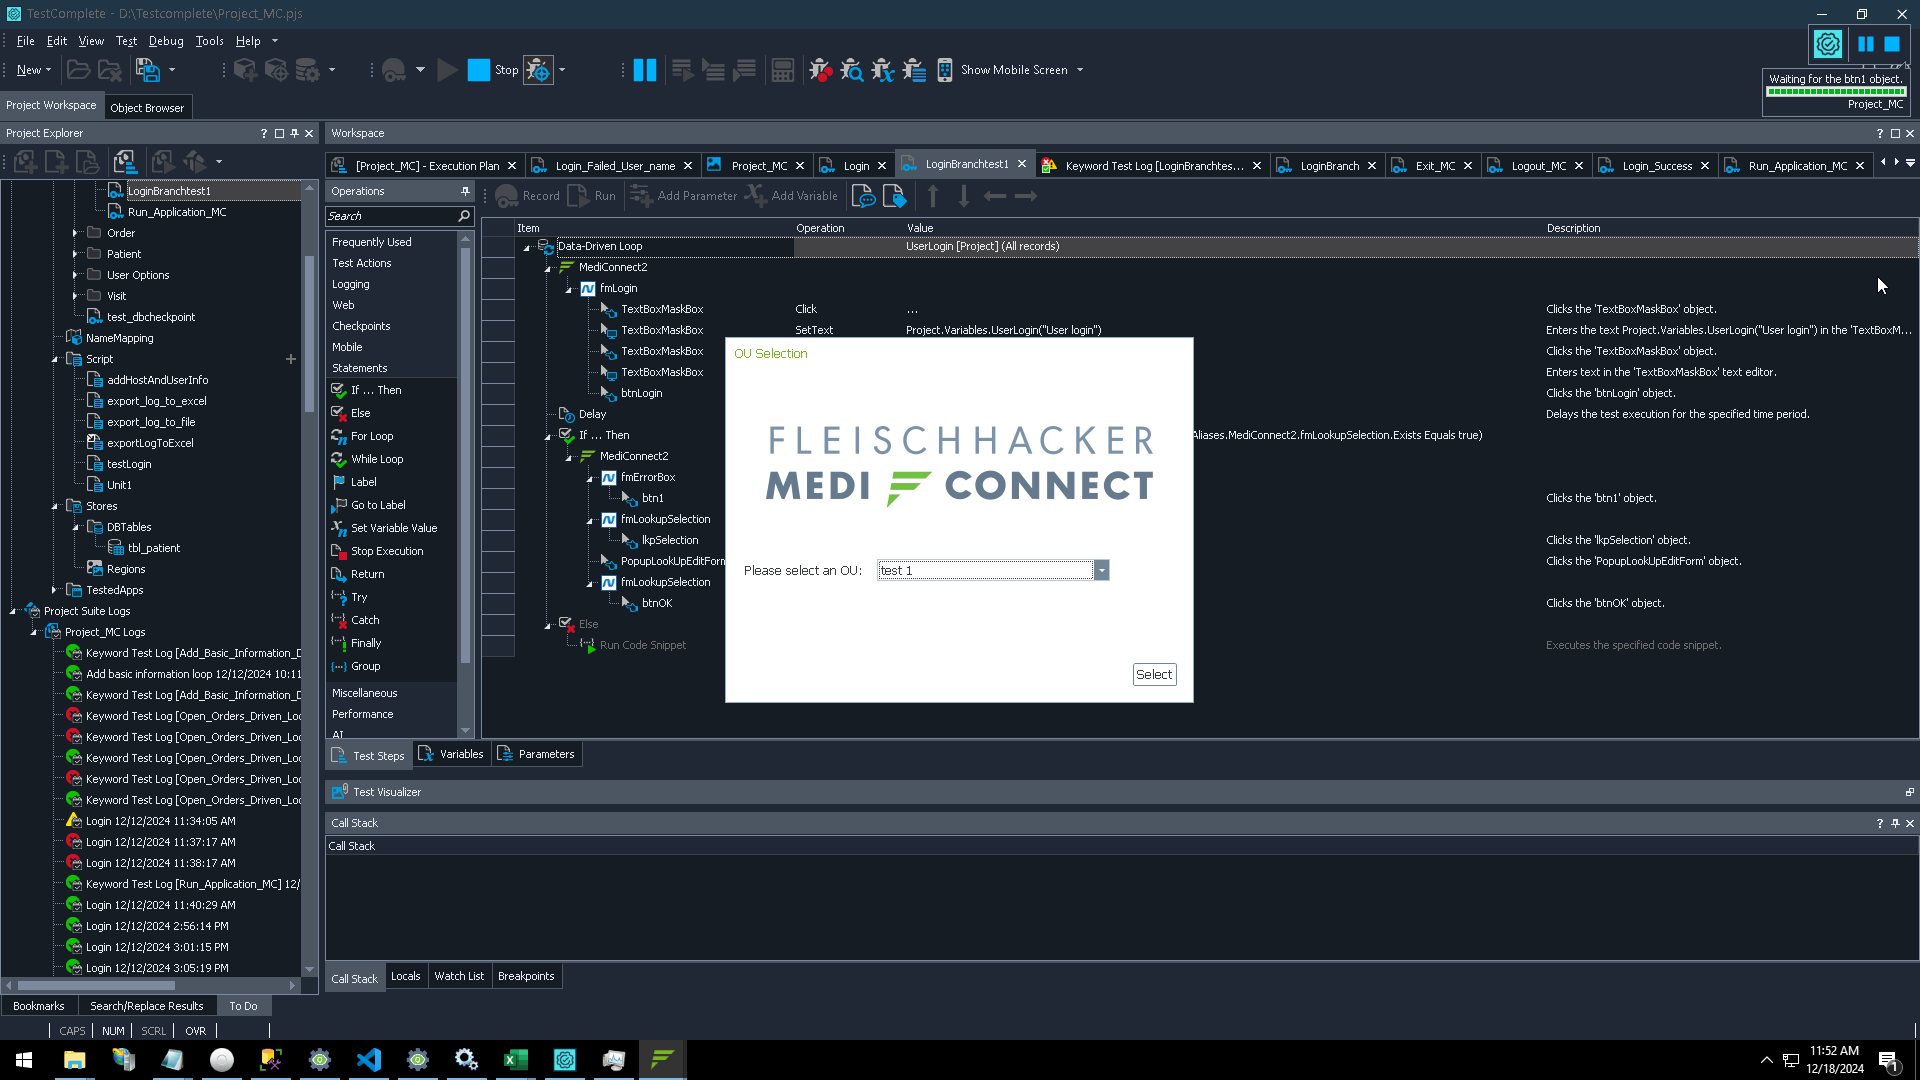 TestComplete - D:\Testcomplete\Project_MC.pjs
File Edit View Test Debug Tools Help
New Stop Show Mobile Screen
Waiting for the btn1 object.
Project_MC
Project Workspace Object Browser
Project Explorer
Workspace
[Project_MC] - Execution Plan Login_Failed_User_name Project_MC Login LoginBranchtest1 Keyword Test Log [LoginBranchtes... LoginBranch Exit_MC Logout_MC Login_Success Run_Application_MC
LoginBranchtest1
Run_Application_MC
Order
Patient
User Options
Visit
test_dbcheckpoint
NameMapping
Script
addHostAndUserInfo
export_log_to_excel
export_log_to_file
exportLogToExcel
testLogin
Unit1
Stores
DBTables
tbl_patient
Regions
TestedApps
Project Suite Logs
Project_MC Logs
Keyword Test Log [Add_Basic_Information_D
Add basic information loop 12/12/2024 10:11
Keyword Test Log [Add_Basic_Information_D
Keyword Test Log [Open_Orders_Driven_Loo
Keyword Test Log [Open_Orders_Driven_Loo
Keyword Test Log [Open_Orders_Driven_Loo
Keyword Test Log [Open_Orders_Driven_Loo
Keyword Test Log [Open_Orders_Driven_Loo
Login 12/12/2024 11:34:05 AM
Login 12/12/2024 11:37:17 AM
Login 12/12/2024 11:38:17 AM
Keyword Test Log [Run_Application_MC] 12/
Login 12/12/2024 11:40:29 AM
Login 12/12/2024 2:56:14 PM
Login 12/12/2024 3:01:15 PM
Login 12/12/2024 3:05:19 PM
Bookmarks Search/Replace Results To Do
CAPS NUM SCRL OVR
Operations
Search
Frequently Used
Test Actions
Logging
Web
Checkpoints
Mobile
Statements
If ... Then
Else
For Loop
While Loop
Label
Go to Label
Set Variable Value
Stop Execution
Return
Try
Catch
Finally
Group
Miscellaneous
Performance
AI
Record Run Add Parameter Add Variable
Item Operation Value Description
Data-Driven Loop UserLogin [Project] (All records)
MediConnect2
fmLogin
TextBoxMaskBox Click ... Clicks the 'TextBoxMaskBox' object.
TextBoxMaskBox SetText Project.Variables.UserLogin("User login") Enters the text Project.Variables.UserLogin("User login") in the 'TextBoxM...
TextBoxMaskBox Clicks the 'TextBoxMaskBox' object.
TextBoxMaskBox Enters text in the 'TextBoxMaskBox' text editor.
btnLogin Clicks the 'btnLogin' object.
Delay Delays the test execution for the specified time period.
If ... Then Aliases.MediConnect2.fmLookupSelection.Exists Equals true)
MediConnect2
fmErrorBox
btn1 Clicks the 'btn1' object.
fmLookupSelection
lkpSelection Clicks the 'lkpSelection' object.
PopupLookUpEditForm Clicks the 'PopupLookUpEditForm' object.
fmLookupSelection
btnOK Clicks the 'btnOK' object.
Else
Run Code Snippet Executes the specified code snippet.
OU Selection
FLEISCHHACKER
MEDI CONNECT
Please select an OU: test 1
Select
Test Steps Variables Parameters
Test Visualizer
Call Stack
Call Stack
Call Stack Locals Watch List Breakpoints
11:52 AM
12/18/2024
1